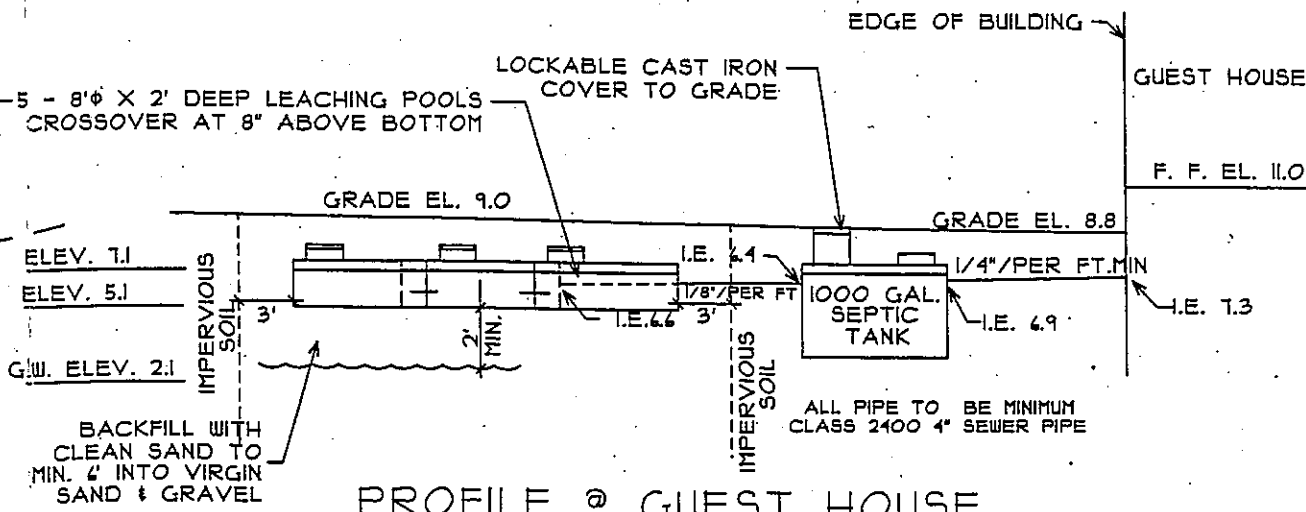 EDGE OF BUILDING
LOCKABLE CAST IRON
COVER TO GRADE
GUEST HOUSE
5 - 8'φ X 2' DEEP LEACHING POOLS
CROSSOVER AT 8" ABOVE BOTTOM
F. F. EL. 11.0
GRADE EL. 9.0
GRADE EL. 8.8
ELEV. 7.1
I.E. 6.4
1/4"/PER FT.MIN
ELEV. 5.1
1/8"/PER FT
1000 GAL.
SEPTIC
TANK
I.E. 7.3
3'
I.E. 6.6
3'
I.E. 6.9
2'
MIN.
IMPERVIOUS
SOIL
G.W. ELEV. 2.1
IMPERVIOUS
SOIL
ALL PIPE TO BE MINIMUM
CLASS 2400 4" SEWER PIPE
BACKFILL WITH
CLEAN SAND TO
MIN. 6' INTO VIRGIN
SAND & GRAVEL
PROFILE @ GUEST HOUSE